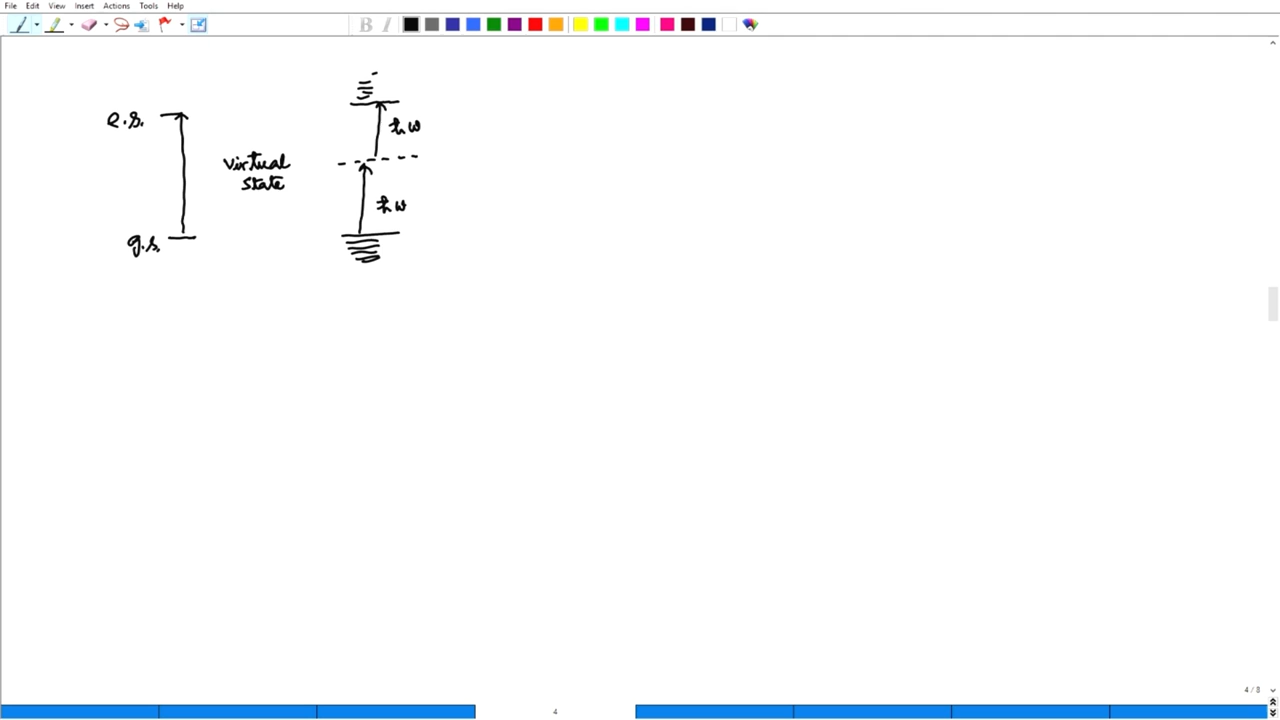 File Edit View Insert Actions Tools Help
B I
e.s.
ħω
Virtual
state
ħω
g.s.
4 / 8
4